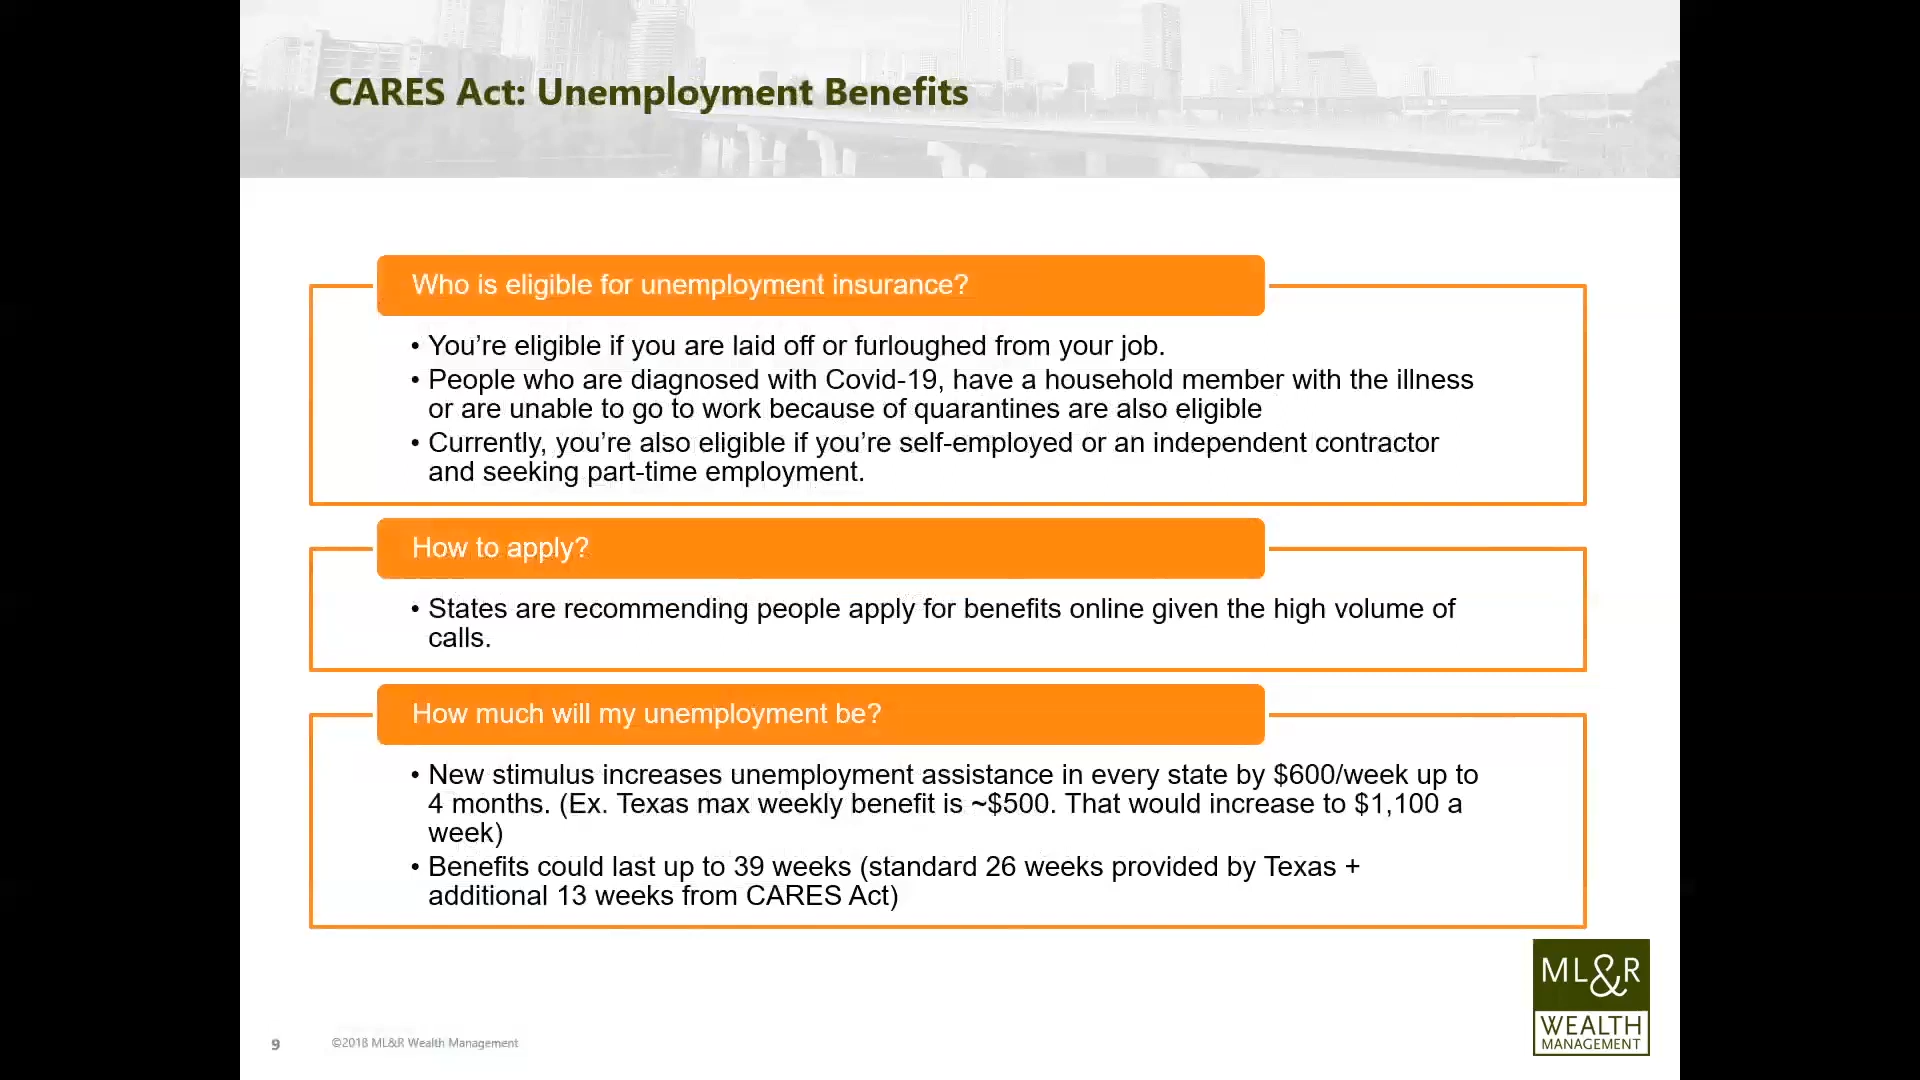 CARES Act: Unemployment Benefits
Who is eligible for unemployment insurance?
• You’re eligible if you are laid off or furloughed from your job.
• People who are diagnosed with Covid-19, have a household member with the illness
or are unable to go to work because of quarantines are also eligible
• Currently, you’re also eligible if you’re self-employed or an independent contractor
and seeking part-time employment.
How to apply?
• States are recommending people apply for benefits online given the high volume of
calls.
How much will my unemployment be?
• New stimulus increases unemployment assistance in every state by $600/week up to
4 months. (Ex. Texas max weekly benefit is ~$500. That would increase to $1,100 a
week)
• Benefits could last up to 39 weeks (standard 26 weeks provided by Texas +
additional 13 weeks from CARES Act)
ML&R
WEALTH
MANAGEMENT
9
©2018 ML&R Wealth Management